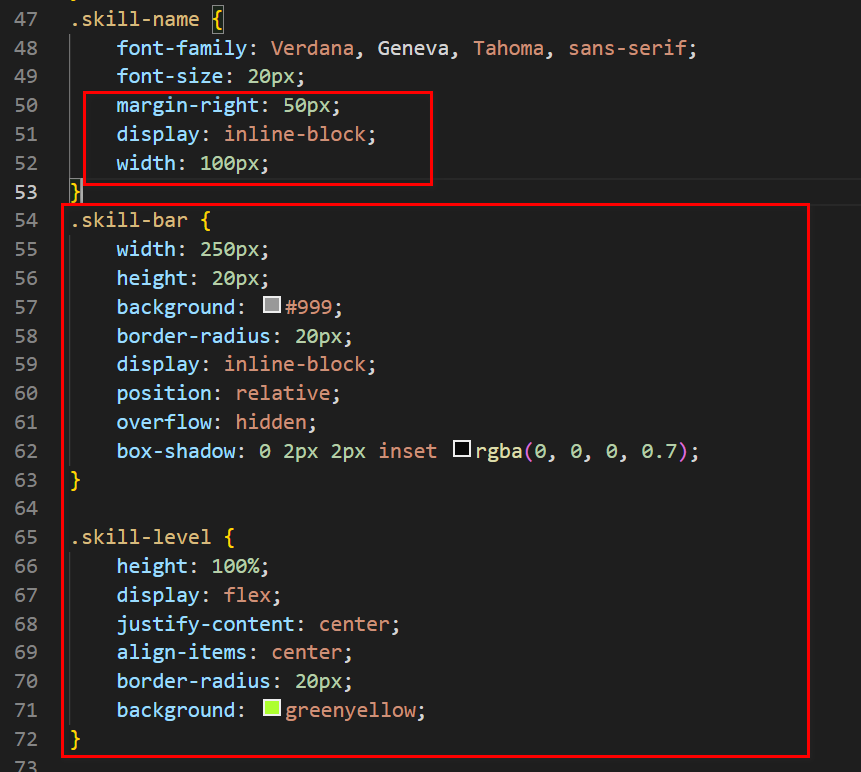 47 .skill-name {
48 font-family: Verdana, Geneva, Tahoma, sans-serif;
49 font-size: 20px;
50 margin-right: 50px;
51 display: inline-block;
52 width: 100px;
53 }
54 .skill-bar {
55 width: 250px;
56 height: 20px;
57 background: #999;
58 border-radius: 20px;
59 display: inline-block;
60 position: relative;
61 overflow: hidden;
62 box-shadow: 0 2px 2px inset rgba(0, 0, 0, 0.7);
63 }
64
65 .skill-level {
66 height: 100%;
67 display: flex;
68 justify-content: center;
69 align-items: center;
70 border-radius: 20px;
71 background: greenyellow;
72 }
73